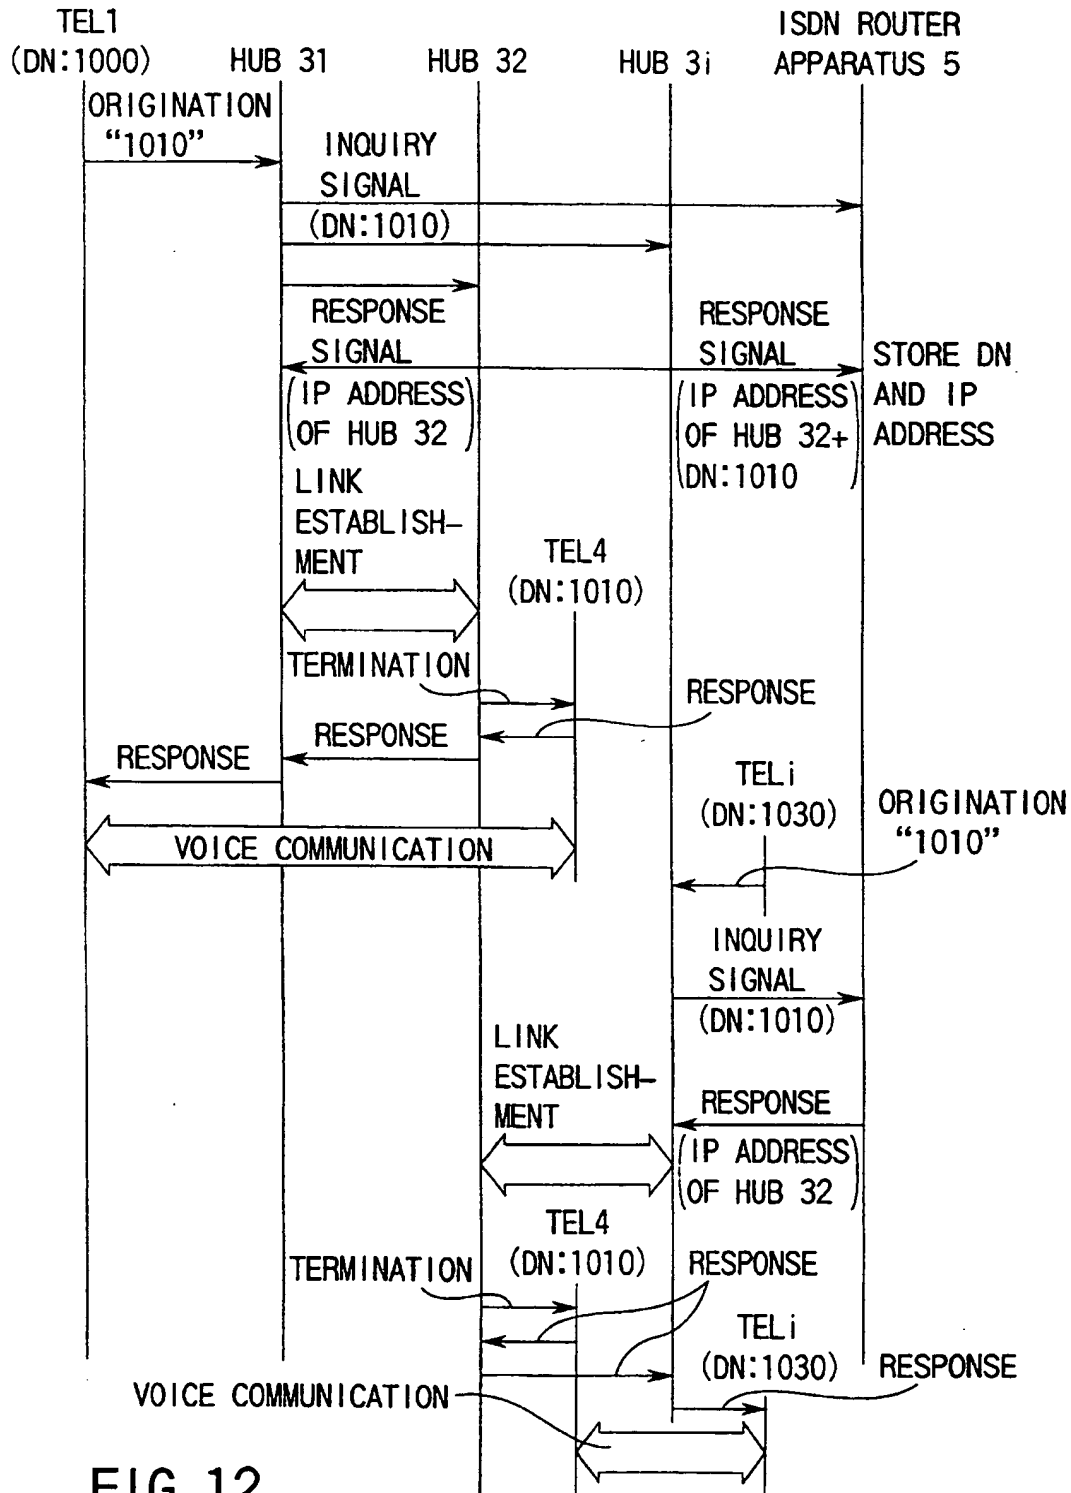 TEL1
(DN:1000)
HUB 31
HUB 32
HUB 3i
ISDN ROUTER
APPARATUS 5
ORIGINATION
“1010”
INQUIRY
SIGNAL
(DN:1010)
RESPONSE
SIGNAL
(IP ADDRESS
OF HUB 32)
RESPONSE
SIGNAL
(IP ADDRESS
OF HUB 32+
DN:1010)
STORE DN
AND IP
ADDRESS
LINK
ESTABLISH-
MENT
TEL4
(DN:1010)
TERMINATION
RESPONSE
RESPONSE
RESPONSE
VOICE COMMUNICATION
TELi
(DN:1030)
ORIGINATION
“1010”
INQUIRY
SIGNAL
(DN:1010)
LINK
ESTABLISH-
MENT
RESPONSE
(IP ADDRESS
OF HUB 32)
TEL4
(DN:1010)
TERMINATION
RESPONSE
TELi
(DN:1030)
RESPONSE
VOICE COMMUNICATION
FIG. 12